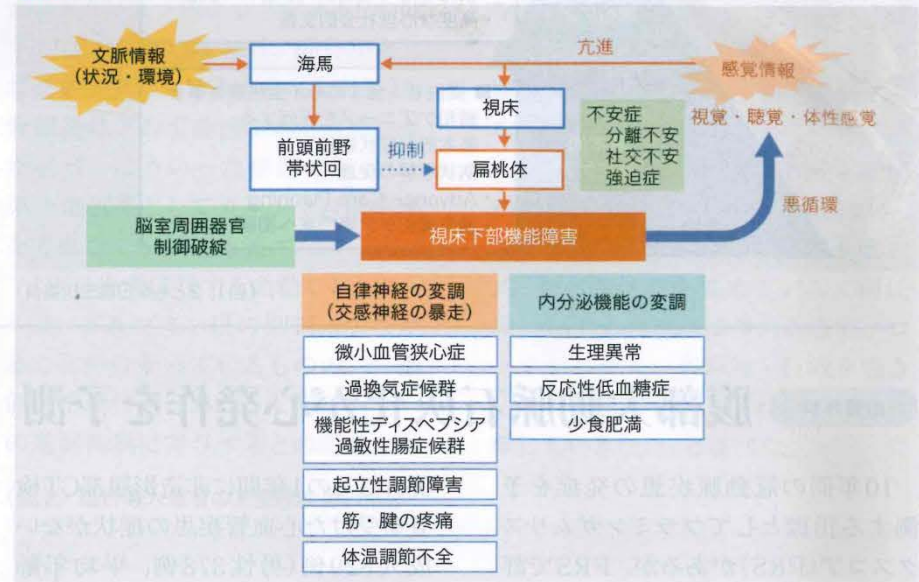 文脈情報
(状況・環境)
海馬
亢進
感覚情報
視覚・聴覚・体性感覚
視床
不安症
分離不安
社交不安
強迫症
前頭前野
帯状回
抑制
扁桃体
悪循環
脳室周囲器官
制御破綻
視床下部機能障害
自律神経の変調
(交感神経の暴走)
微小血管狭心症
過換気症候群
機能性ディスペプシア
過敏性腸症候群
起立性調節障害
筋・腱の疼痛
体温調節不全
内分泌機能の変調
生理異常
反応性低血糖症
少食肥満